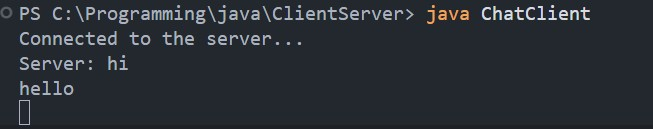 PS C:\Programming\java\ClientServer> java ChatClient
Connected to the server...
Server: hi
hello